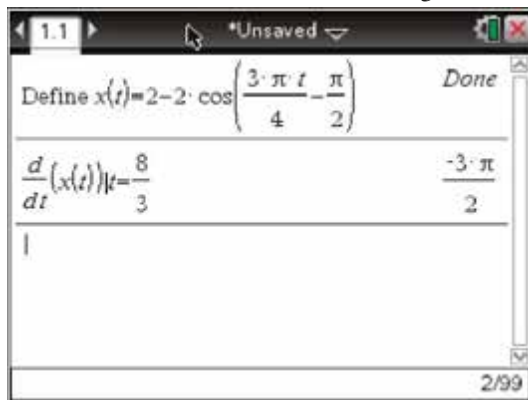 1.1 *Unsaved
Define x(t)=2-2·cos(3·π·t/4-π/2) Done
d/dt(x(t))|t=8/3 -3·π/2
2/99